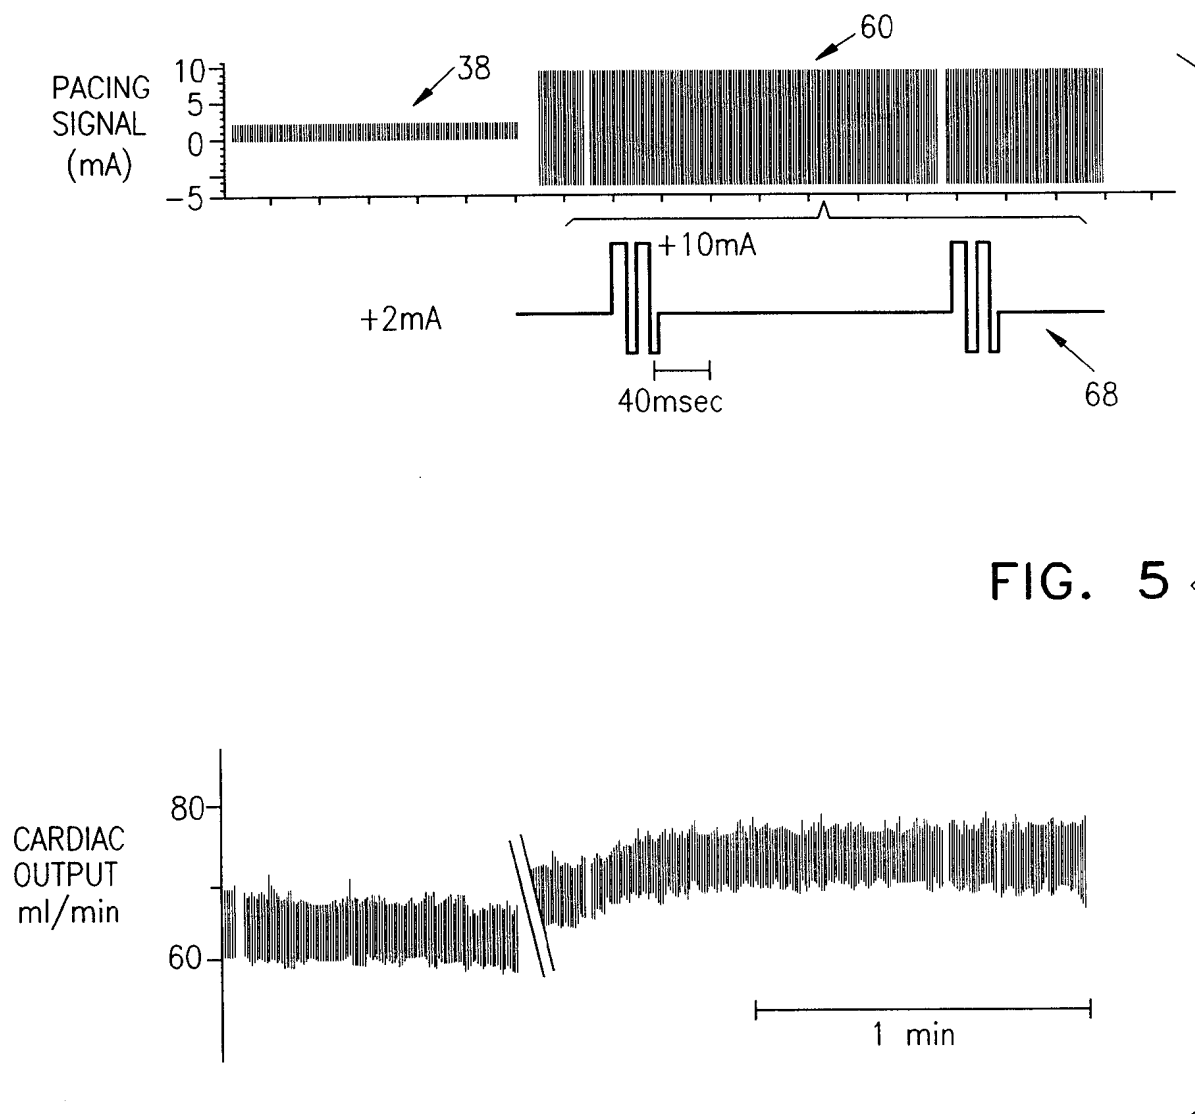 60
38
PACING
SIGNAL
(mA)
10
5
0
-5
+10mA
+2mA
40msec
68
FIG. 5
80
CARDIAC
OUTPUT
ml/min
60
1 min